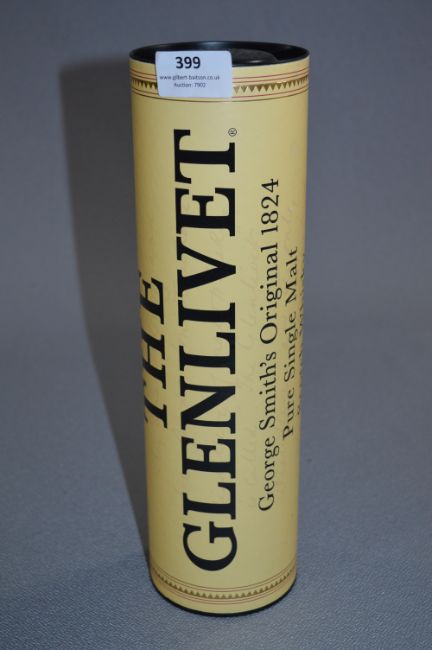 399
www.gilbert-baitson.co.uk
Auction: 7902
THE
GLENLIVET®
George Smith's Original 1824
Pure Single Malt